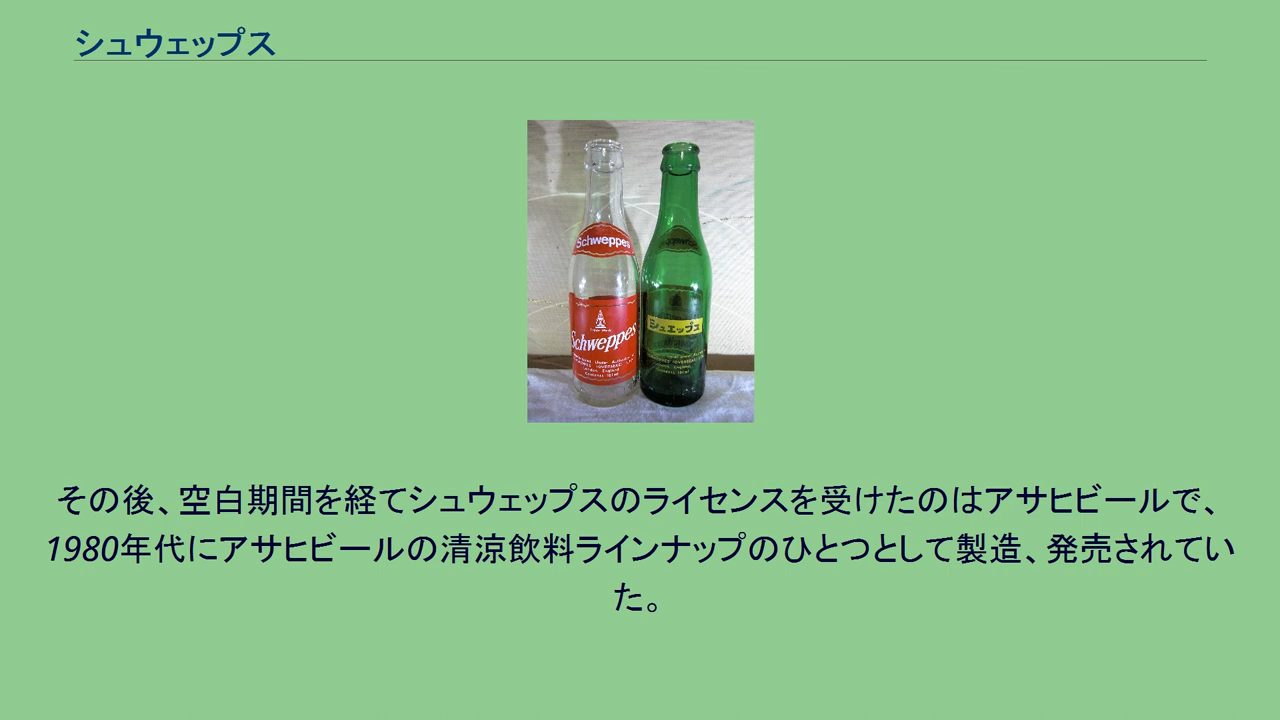 シュウェップス
Schweppes
Schweppes
シュエップス
London England
その後、空白期間を経てシュウェップスのライセンスを受けたのはアサヒビールで、
1980年代にアサヒビールの清涼飲料ラインナップのひとつとして製造、発売されてい
た。